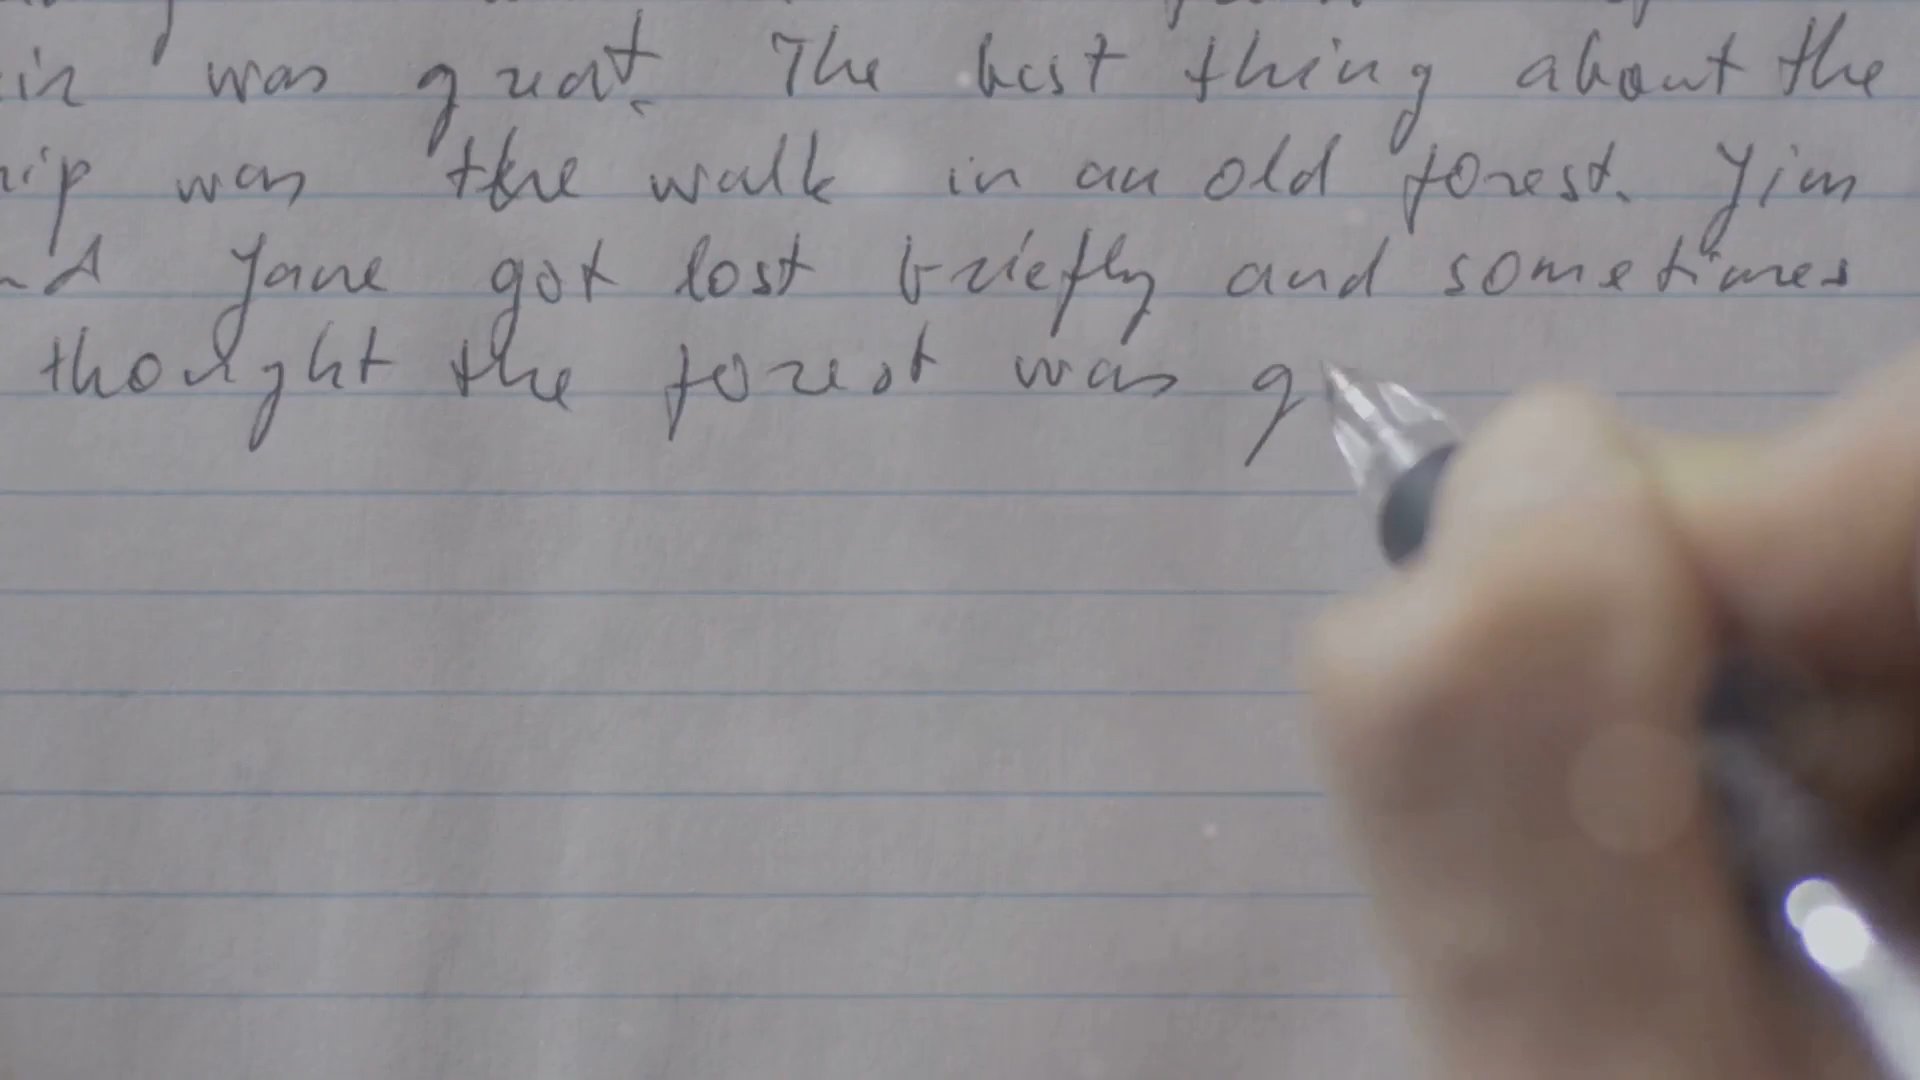 was great. The best thing about the
was the walk in an old forest. Jim
Jane got lost briefly and sometimes
thought the forest was g